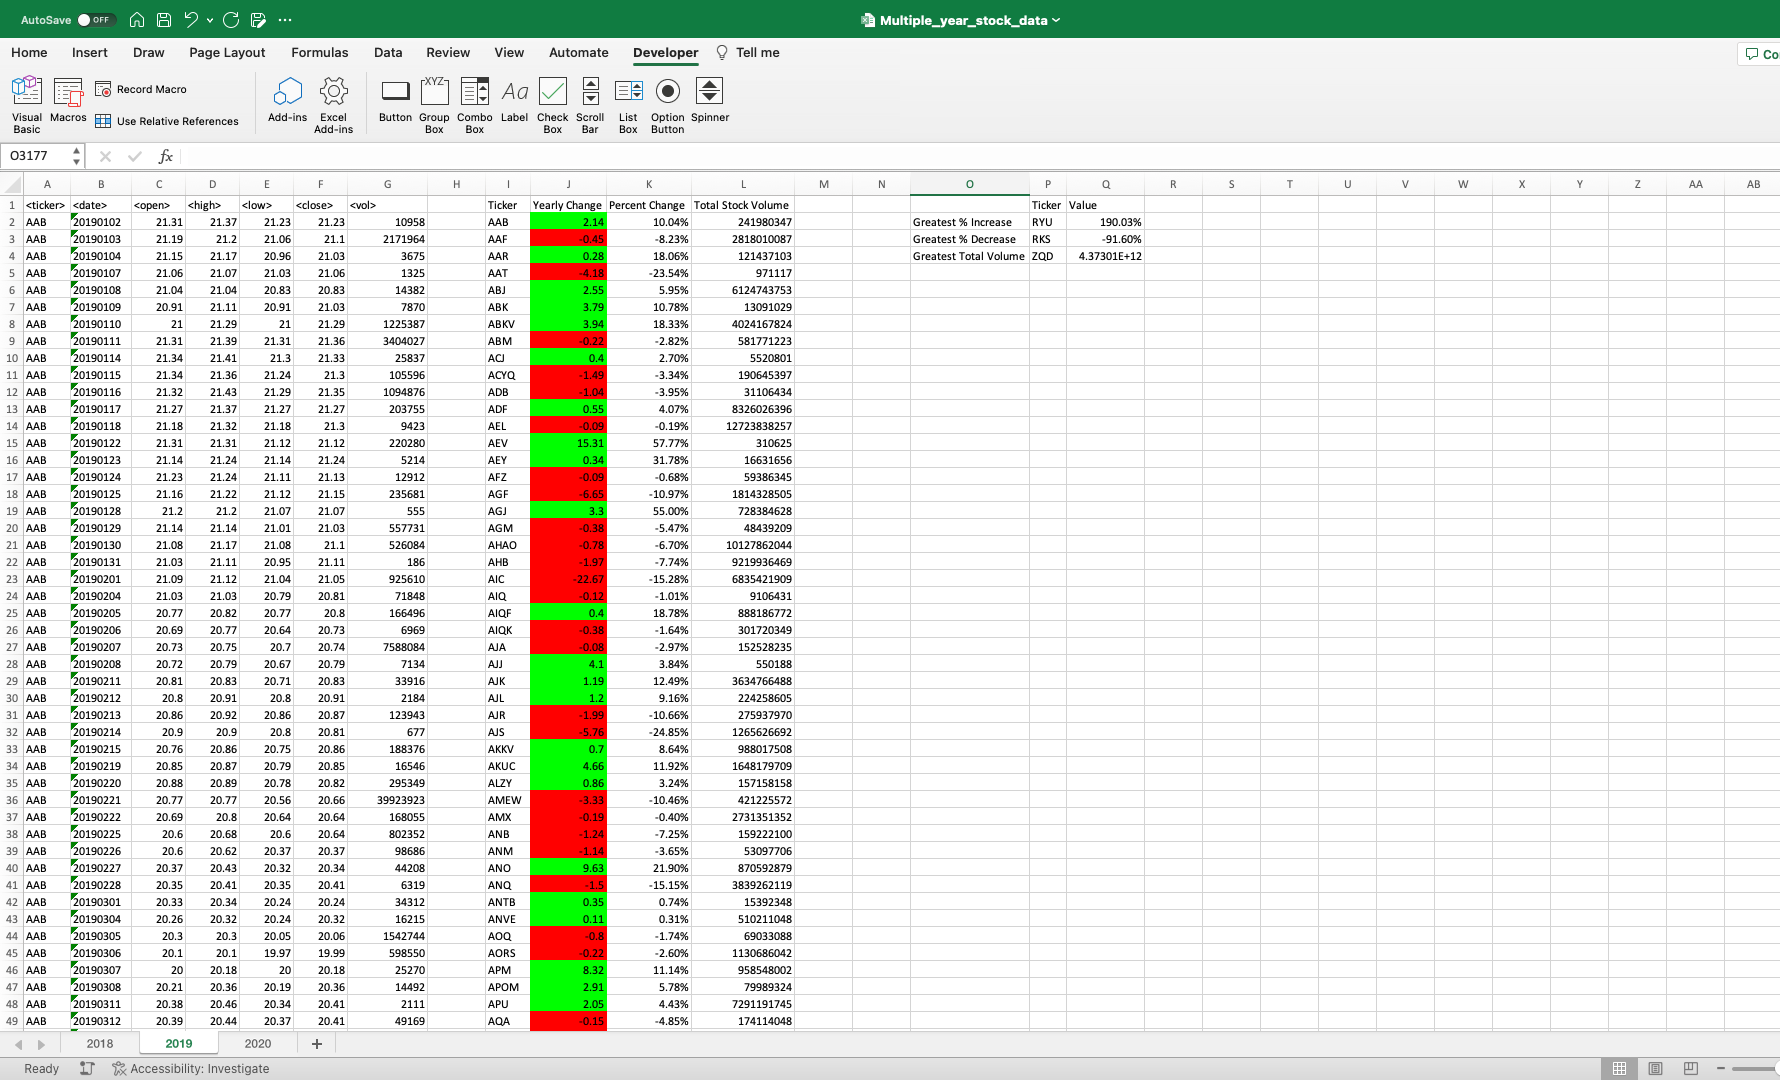 AutoSave OFF Multiple_year_stock_data
Home Insert Draw Page Layout Formulas Data Review View Automate Developer Tell me Co
Visual Basic Macros Record Macro Use Relative References Add-ins Excel Add-ins Button Group Box Combo Box Label Check Box Scroll Bar List Box Option Button Spinner
XYZ Aa
O3177 fx
A B C D E F G H I J K L M N O P Q R S T U V W X Y Z AA AB
1 <ticker> <date> <open> <high> <low> <close> <vol> Ticker Yearly Change Percent Change Total Stock Volume Ticker Value
2 AAB 20190102 21.31 21.37 21.23 21.23 10958 AAB 2.14 10.04% 241980347 Greatest % Increase RYU 190.03%
3 AAB 20190103 21.19 21.2 21.06 21.1 2171964 AAF -0.45 -8.23% 2818010087 Greatest % Decrease RKS -91.60%
4 AAB 20190104 21.15 21.17 20.96 21.03 3675 AAR 0.28 18.06% 121437103 Greatest Total Volume ZQD 4.37301E+12
5 AAB 20190107 21.06 21.07 21.03 21.06 1325 AAT -4.18 -23.54% 971117
6 AAB 20190108 21.04 21.04 20.83 20.83 14382 ABJ 2.55 5.95% 6124743753
7 AAB 20190109 20.91 21.11 20.91 21.03 7870 ABK 3.79 10.78% 13091029
8 AAB 20190110 21 21.29 21 21.29 1225387 ABKV 3.94 18.33% 4024167824
9 AAB 20190111 21.31 21.39 21.31 21.36 3404027 ABM -0.22 -2.82% 581771223
10 AAB 20190114 21.34 21.41 21.3 21.33 25837 ACJ 0.4 2.70% 5520801
11 AAB 20190115 21.34 21.36 21.24 21.3 105596 ACYQ -1.49 -3.34% 190645397
12 AAB 20190116 21.32 21.43 21.29 21.35 1094876 ADB -1.04 -3.95% 31106434
13 AAB 20190117 21.27 21.37 21.27 21.27 203755 ADF 0.55 4.07% 8326026396
14 AAB 20190118 21.18 21.32 21.18 21.3 9423 AEL -0.09 -0.19% 12723838257
15 AAB 20190122 21.31 21.31 21.12 21.12 220280 AEV 15.31 57.77% 310625
16 AAB 20190123 21.14 21.24 21.14 21.24 5214 AEY 0.34 31.78% 16631656
17 AAB 20190124 21.23 21.24 21.11 21.13 12912 AFZ -0.09 -0.68% 59386345
18 AAB 20190125 21.16 21.22 21.12 21.15 235681 AGF -6.65 -10.97% 1814328505
19 AAB 20190128 21.2 21.2 21.07 21.07 555 AGJ 3.3 55.00% 728384628
20 AAB 20190129 21.14 21.14 21.01 21.03 557731 AGM -0.38 -5.47% 48439209
21 AAB 20190130 21.08 21.17 21.08 21.1 526084 AHAO -0.78 -6.70% 10127862044
22 AAB 20190131 21.03 21.11 20.95 21.11 186 AHB -1.97 -7.74% 9219936469
23 AAB 20190201 21.09 21.12 21.04 21.05 925610 AIC -22.67 -15.28% 6835421909
24 AAB 20190204 21.03 21.03 20.79 20.81 71848 AIQ -0.12 -1.01% 9106431
25 AAB 20190205 20.77 20.82 20.77 20.8 166496 AIQF 0.4 18.78% 888186772
26 AAB 20190206 20.69 20.77 20.64 20.73 6969 AIQK -0.38 -1.64% 301720349
27 AAB 20190207 20.73 20.75 20.7 20.74 7588084 AJA -0.08 -2.97% 152528235
28 AAB 20190208 20.72 20.79 20.67 20.79 7134 AJJ 4.1 3.84% 550188
29 AAB 20190211 20.81 20.83 20.71 20.83 33916 AJK 1.19 12.49% 3634766488
30 AAB 20190212 20.8 20.91 20.8 20.91 2184 AJL 1.2 9.16% 224258605
31 AAB 20190213 20.86 20.92 20.86 20.87 123943 AJR -1.99 -10.66% 275937970
32 AAB 20190214 20.9 20.9 20.8 20.81 677 AJS -5.76 -24.85% 1265626692
33 AAB 20190215 20.76 20.86 20.75 20.86 188376 AKKV 0.7 8.64% 988017508
34 AAB 20190219 20.85 20.87 20.79 20.85 16546 AKUC 4.66 11.92% 1648179709
35 AAB 20190220 20.88 20.89 20.78 20.82 295349 ALZY 0.86 3.24% 157158158
36 AAB 20190221 20.77 20.77 20.56 20.66 39923923 AMEW -3.33 -10.46% 421225572
37 AAB 20190222 20.69 20.8 20.64 20.64 168055 AMX -0.19 -0.40% 2731351352
38 AAB 20190225 20.6 20.68 20.6 20.64 802352 ANB -1.24 -7.25% 159222100
39 AAB 20190226 20.6 20.62 20.37 20.37 98686 ANM -1.14 -3.65% 53097706
40 AAB 20190227 20.37 20.43 20.32 20.34 44208 ANO 9.63 21.90% 870592879
41 AAB 20190228 20.35 20.41 20.35 20.41 6319 ANQ -1.5 -15.15% 3839262119
42 AAB 20190301 20.33 20.34 20.24 20.24 34312 ANTB 0.35 0.74% 15392348
43 AAB 20190304 20.26 20.32 20.24 20.32 16215 ANVE 0.11 0.31% 510211048
44 AAB 20190305 20.3 20.3 20.05 20.06 1542744 AOQ -0.8 -1.74% 69033088
45 AAB 20190306 20.1 20.1 19.97 19.99 598550 AORS -0.22 -2.60% 1130686042
46 AAB 20190307 20 20.18 20 20.18 25270 APM 8.32 11.14% 958548002
47 AAB 20190308 20.21 20.36 20.19 20.36 14492 APOM 2.91 5.78% 79989324
48 AAB 20190311 20.38 20.46 20.34 20.41 2111 APU 2.05 4.43% 7291191745
49 AAB 20190312 20.39 20.44 20.37 20.41 49169 AQA -0.15 -4.85% 174114048
2018 2019 2020 +
Ready Accessibility: Investigate